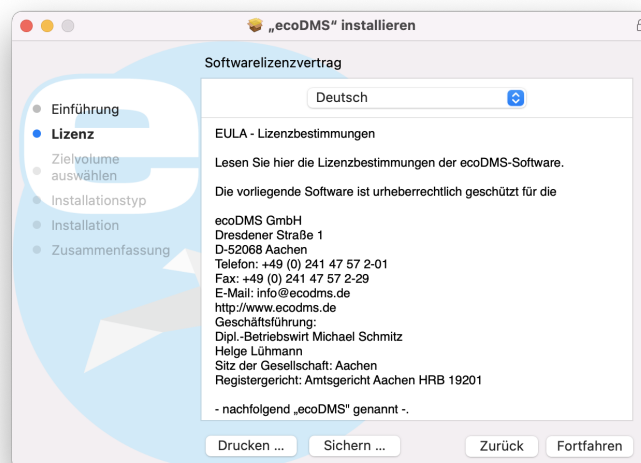 „ecoDMS“ installieren
Softwarelizenzvertrag
Deutsch
Einführung
Lizenz
Zielvolume
auswählen
Installationstyp
Installation
Zusammenfassung
EULA - Lizenzbestimmungen
Lesen Sie hier die Lizenzbestimmungen der ecoDMS-Software.
Die vorliegende Software ist urheberrechtlich geschützt für die
ecoDMS GmbH
Dresdener Straße 1
D-52068 Aachen
Telefon: +49 (0) 241 47 57 2-01
Fax: +49 (0) 241 47 57 2-29
E-Mail: info@ecodms.de
http://www.ecodms.de
Geschäftsführung:
Dipl.-Betriebswirt Michael Schmitz
Helge Lühmann
Sitz der Gesellschaft: Aachen
Registergericht: Amtsgericht Aachen HRB 19201
- nachfolgend „ecoDMS" genannt -.
Drucken ...
Sichern ...
Zurück
Fortfahren